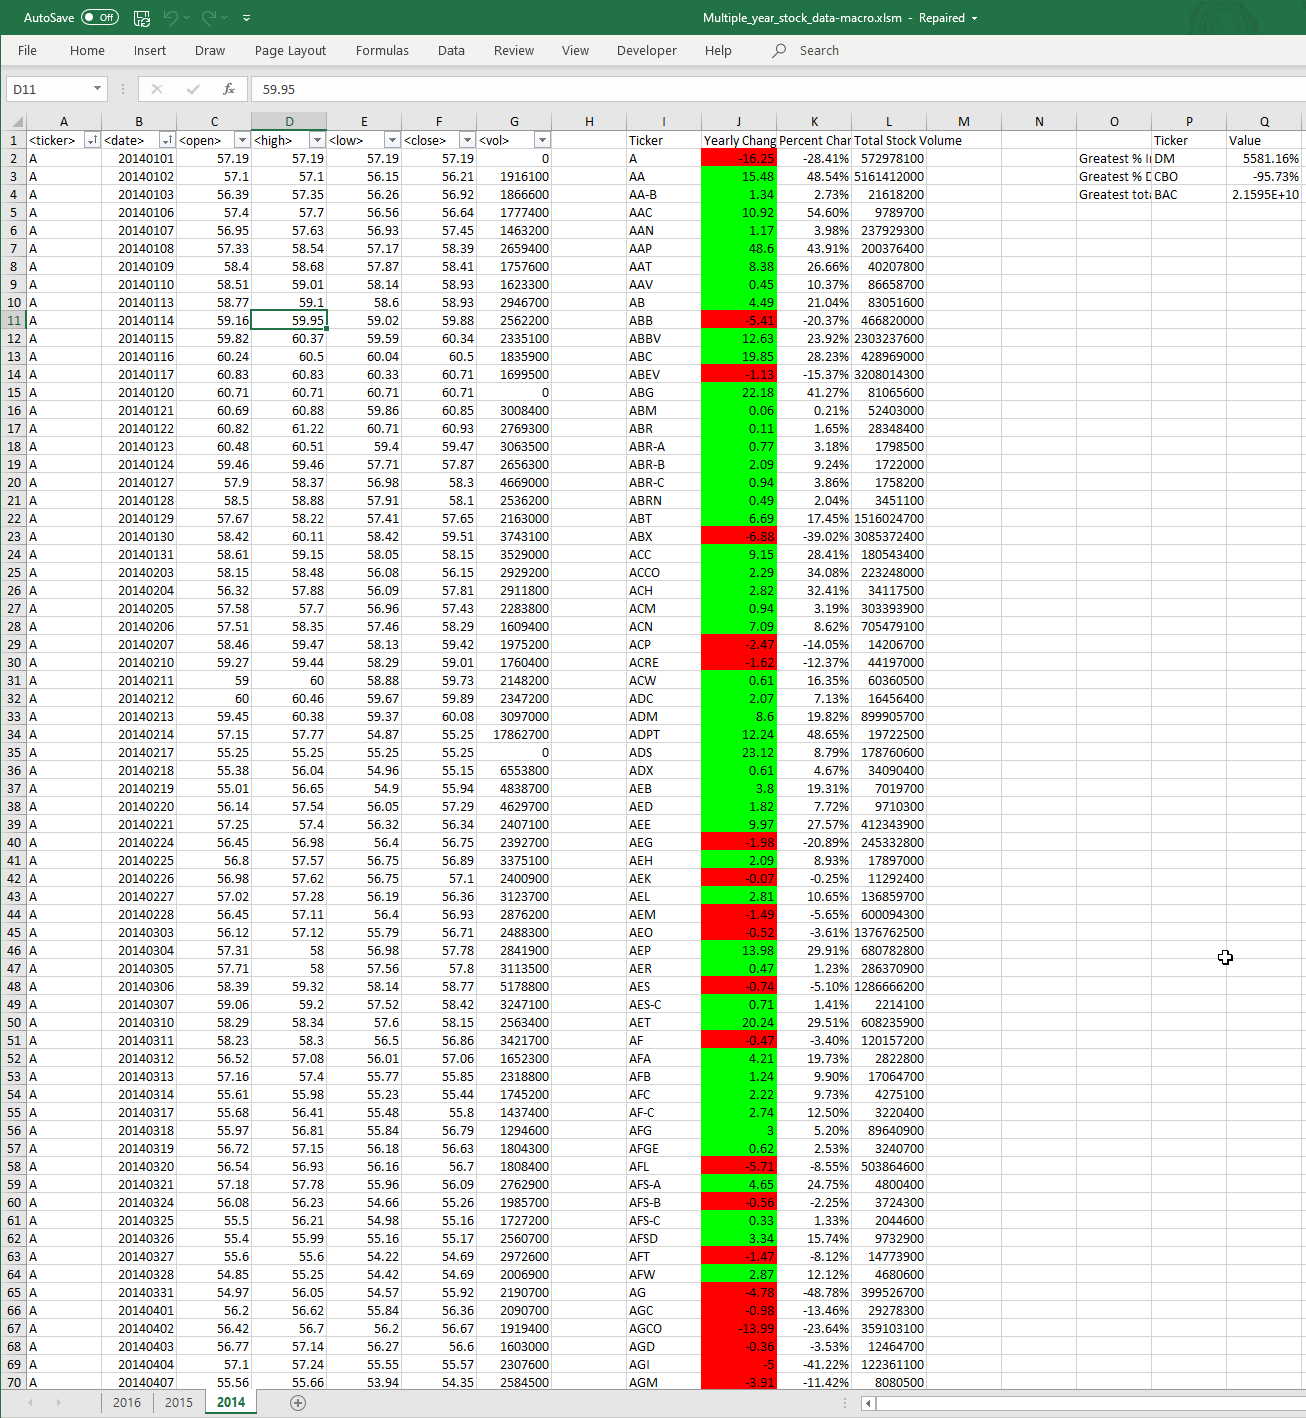 AutoSave Off Multiple_year_stock_data-macro.xlsm - Repaired
File Home Insert Draw Page Layout Formulas Data Review View Developer Help Search
D11 fx 59.95
A B C D E F G H I J K L M N O P Q
1 <ticker> <date> <open> <high> <low> <close> <vol> Ticker Yearly Chang Percent Chan Total Stock Volume Ticker Value
2 A 20140101 57.19 57.19 57.19 57.19 0 A -16.25 -28.41% 572978100 Greatest % I DM 5581.16%
3 A 20140102 57.1 57.1 56.15 56.21 1916100 AA 15.48 48.54% 5161412000 Greatest % D CBO -95.73%
4 A 20140103 56.39 57.35 56.26 56.92 1866600 AA-B 1.34 2.73% 21618200 Greatest tota BAC 2.1595E+10
5 A 20140106 57.4 57.7 56.56 56.64 1777400 AAC 10.92 54.60% 9789700
6 A 20140107 56.95 57.63 56.93 57.45 1463200 AAN 1.17 3.98% 237929300
7 A 20140108 57.33 58.54 57.17 58.39 2659400 AAP 48.6 43.91% 200376400
8 A 20140109 58.4 58.68 57.87 58.41 1757600 AAT 8.38 26.66% 40207800
9 A 20140110 58.51 59.01 58.14 58.93 1623300 AAV 0.45 10.37% 86658700
10 A 20140113 58.77 59.1 58.6 58.93 2946700 AB 4.49 21.04% 83051600
11 A 20140114 59.16 59.95 59.02 59.88 2562200 ABB -5.41 -20.37% 466820000
12 A 20140115 59.82 60.37 59.59 60.34 2335100 ABBV 12.63 23.92% 2303237600
13 A 20140116 60.24 60.5 60.04 60.5 1835900 ABC 19.85 28.23% 428969000
14 A 20140117 60.83 60.83 60.33 60.71 1699500 ABEV -1.13 -15.37% 3208014300
15 A 20140120 60.71 60.71 60.71 60.71 0 ABG 22.18 41.27% 81065600
16 A 20140121 60.69 60.88 59.86 60.85 3008400 ABM 0.06 0.21% 52403000
17 A 20140122 60.82 61.22 60.71 60.93 2769300 ABR 0.11 1.65% 28348400
18 A 20140123 60.48 60.51 59.4 59.47 3063500 ABR-A 0.77 3.18% 1798500
19 A 20140124 59.46 59.46 57.71 57.87 2656300 ABR-B 2.09 9.24% 1722000
20 A 20140127 57.9 58.37 56.98 58.3 4669000 ABR-C 0.94 3.86% 1758200
21 A 20140128 58.5 58.88 57.91 58.1 2536200 ABRN 0.49 2.04% 3451100
22 A 20140129 57.67 58.22 57.41 57.65 2163000 ABT 6.69 17.45% 1516024700
23 A 20140130 58.42 60.11 58.42 59.51 3743100 ABX -6.88 -39.02% 3085372400
24 A 20140131 58.61 59.15 58.05 58.15 3529000 ACC 9.15 28.41% 180543400
25 A 20140203 58.15 58.48 56.08 56.15 2929200 ACCO 2.29 34.08% 223248000
26 A 20140204 56.32 57.88 56.09 57.81 2911800 ACH 2.82 32.41% 34117500
27 A 20140205 57.58 57.7 56.96 57.43 2283800 ACM 0.94 3.19% 303393900
28 A 20140206 57.51 58.35 57.46 58.29 1609400 ACN 7.09 8.62% 705479100
29 A 20140207 58.46 59.47 58.13 59.42 1975200 ACP -2.47 -14.05% 14206700
30 A 20140210 59.27 59.44 58.29 59.01 1760400 ACRE -1.62 -12.37% 44197000
31 A 20140211 59 60 58.88 59.73 2148200 ACW 0.61 16.35% 60360500
32 A 20140212 60 60.46 59.67 59.89 2347200 ADC 2.07 7.13% 16456400
33 A 20140213 59.45 60.38 59.37 60.08 3097000 ADM 8.6 19.82% 899905700
34 A 20140214 57.15 57.77 54.87 55.25 17862700 ADPT 12.24 48.65% 19722500
35 A 20140217 55.25 55.25 55.25 55.25 0 ADS 23.12 8.79% 178760600
36 A 20140218 55.38 56.04 54.96 55.15 6553800 ADX 0.61 4.67% 34090400
37 A 20140219 55.01 56.65 54.9 55.94 4838700 AEB 3.8 19.31% 7019700
38 A 20140220 56.14 57.54 56.05 57.29 4629700 AED 1.82 7.72% 9710300
39 A 20140221 57.25 57.4 56.32 56.34 2407100 AEE 9.97 27.57% 412343900
40 A 20140224 56.45 56.98 56.4 56.75 2392700 AEG -1.98 -20.89% 245332800
41 A 20140225 56.8 57.57 56.75 56.89 3375100 AEH 2.09 8.93% 17897000
42 A 20140226 56.98 57.62 56.75 57.1 2400900 AEK -0.07 -0.25% 11292400
43 A 20140227 57.02 57.28 56.19 56.36 3123700 AEL 2.81 10.65% 136859700
44 A 20140228 56.45 57.11 56.4 56.93 2876200 AEM -1.49 -5.65% 600094300
45 A 20140303 56.12 57.12 55.79 56.71 2488300 AEO -0.52 -3.61% 1376762500
46 A 20140304 57.31 58 56.98 57.78 2841900 AEP 13.98 29.91% 680782800
47 A 20140305 57.71 58 57.56 57.8 3113500 AER 0.47 1.23% 286370900
48 A 20140306 58.39 59.32 58.14 58.77 5178800 AES -0.74 -5.10% 1286666200
49 A 20140307 59.06 59.2 57.52 58.42 3247100 AES-C 0.71 1.41% 2214100
50 A 20140310 58.29 58.34 57.6 58.15 2563400 AET 20.24 29.51% 608235900
51 A 20140311 58.23 58.3 56.5 56.86 3421700 AF -0.47 -3.40% 120157200
52 A 20140312 56.52 57.08 56.01 57.06 1652300 AFA 4.21 19.73% 2822800
53 A 20140313 57.16 57.4 55.77 55.85 2318800 AFB 1.24 9.90% 17064700
54 A 20140314 55.61 55.98 55.23 55.44 1745200 AFC 2.22 9.73% 4275100
55 A 20140317 55.68 56.41 55.48 55.8 1437400 AF-C 2.74 12.50% 3220400
56 A 20140318 55.97 56.81 55.84 56.79 1294600 AFG 3 5.20% 89640900
57 A 20140319 56.72 57.15 56.18 56.63 1804300 AFGE 0.62 2.53% 3240700
58 A 20140320 56.54 56.93 56.16 56.7 1808400 AFL -5.71 -8.55% 503864600
59 A 20140321 57.18 57.78 55.96 56.09 2762900 AFS-A 4.65 24.75% 4800400
60 A 20140324 56.08 56.23 54.66 55.26 1985700 AFS-B -0.56 -2.25% 3724300
61 A 20140325 55.5 56.21 54.98 55.16 1727200 AFS-C 0.33 1.33% 2044600
62 A 20140326 55.4 55.99 55.16 55.17 2560700 AFSD 3.34 15.74% 9732900
63 A 20140327 55.6 55.6 54.22 54.69 2972600 AFT -1.47 -8.12% 14773900
64 A 20140328 54.85 55.25 54.42 54.69 2006900 AFW 2.87 12.12% 4680600
65 A 20140331 54.97 56.05 54.57 55.92 2190700 AG -4.78 -48.78% 399526700
66 A 20140401 56.2 56.62 55.84 56.36 2090700 AGC -0.98 -13.46% 29278300
67 A 20140402 56.42 56.7 56.2 56.67 1919400 AGCO -13.99 -23.64% 359103100
68 A 20140403 56.77 57.14 56.27 56.6 1603000 AGD -0.36 -3.53% 12464700
69 A 20140404 57.1 57.24 55.55 55.57 2307600 AGI -5 -41.22% 122361100
70 A 20140407 55.56 55.66 53.94 54.35 2584500 AGM -3.91 -11.42% 8080500
2016 2015 2014